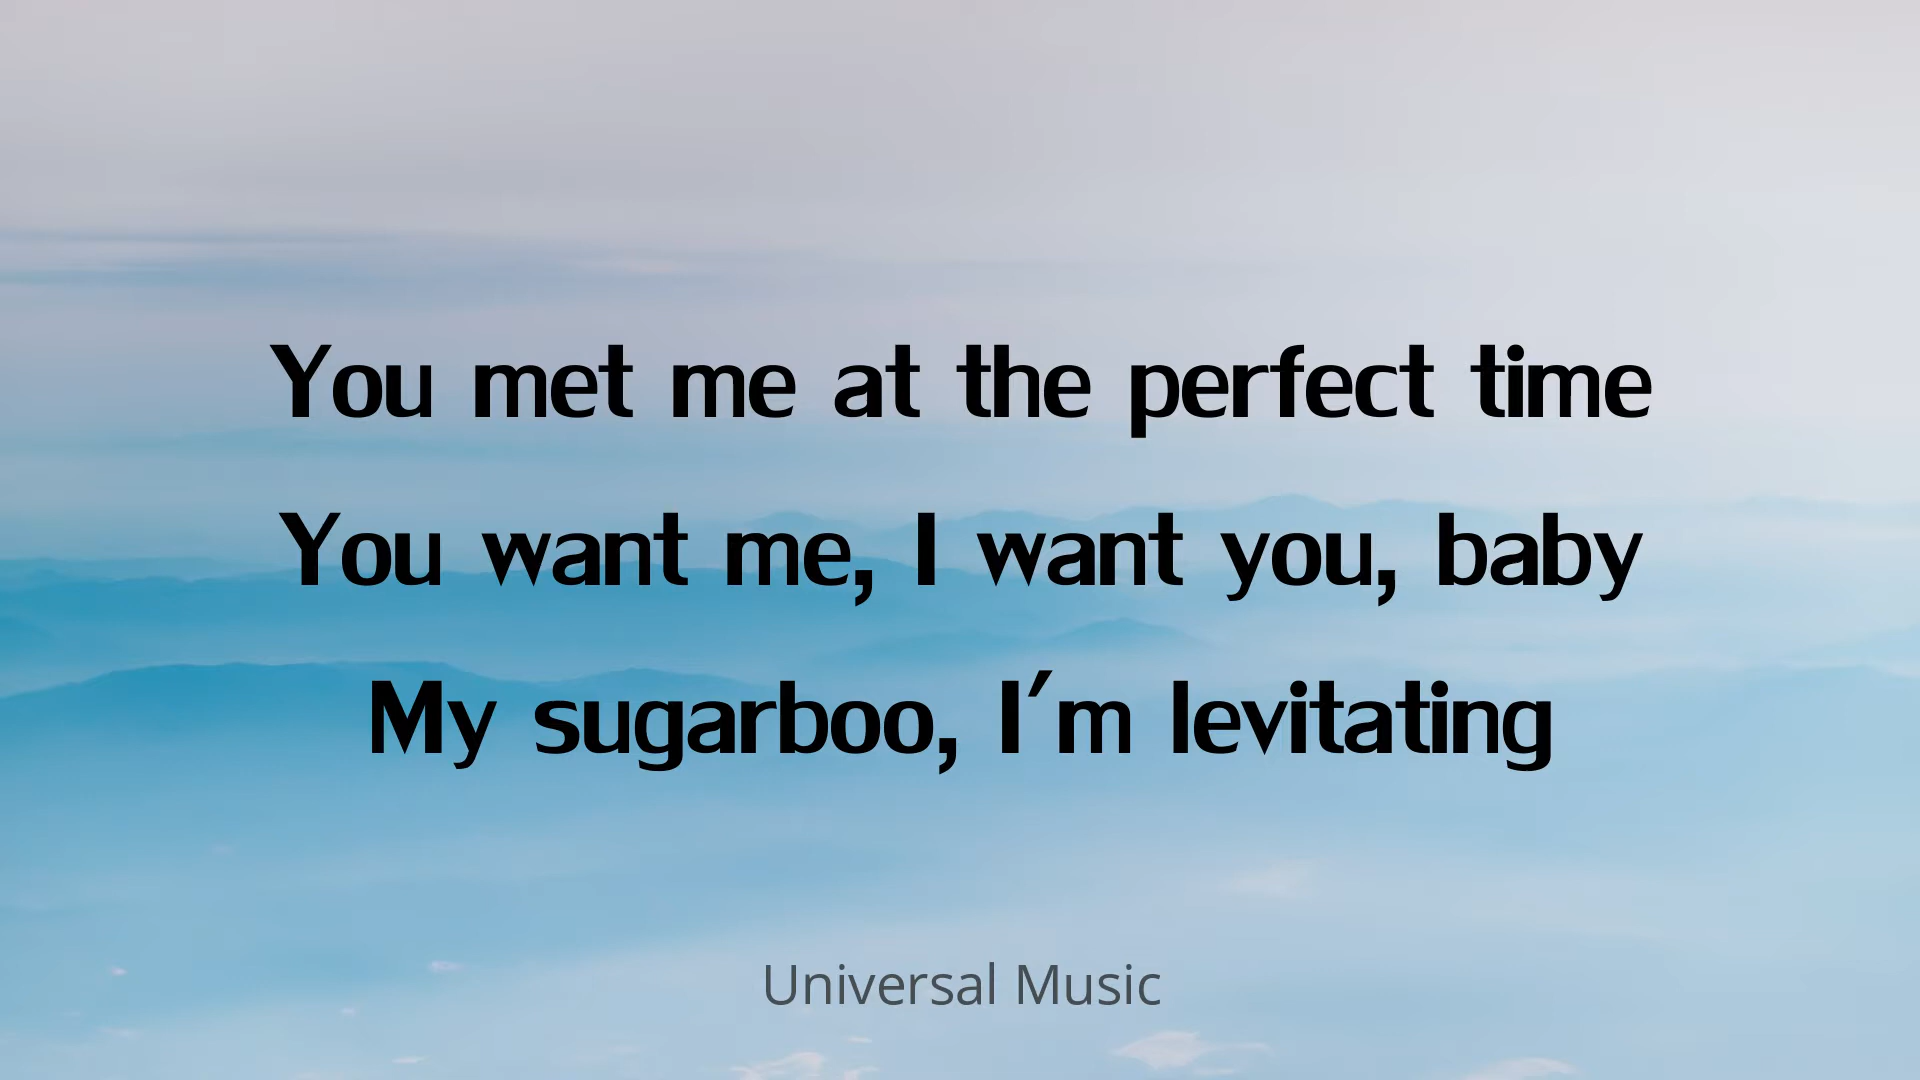 You met me at the perfect time
You want me, I want you, baby
My sugarboo, I'm levitating
Universal Music